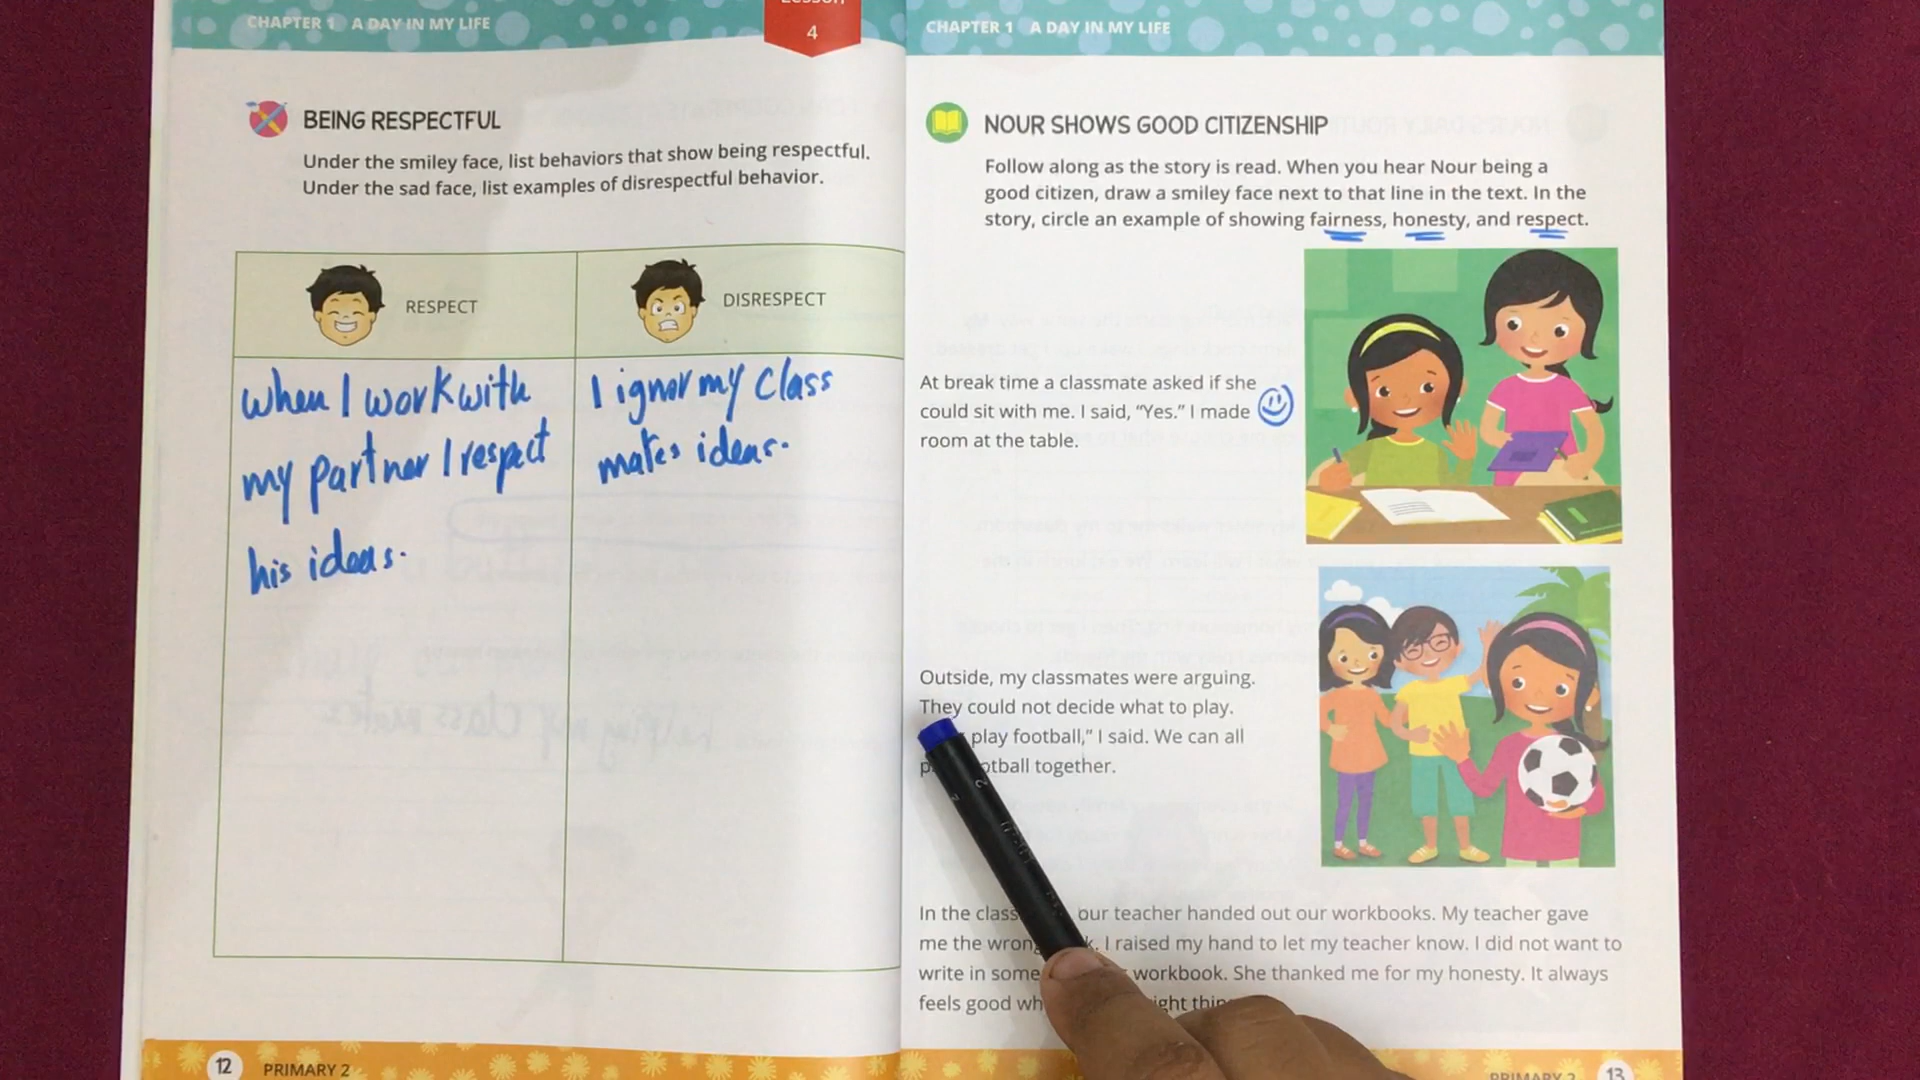 CHAPTER 1 A DAY IN MY LIFE
Lesson
4
BEING RESPECTFUL
Under the smiley face, list behaviors that show being respectful.
Under the sad face, list examples of disrespectful behavior.
RESPECT
DISRESPECT
when I work with
my partner I respect
his ideas.
I ignor my class
mates ideas.
12 PRIMARY 2
CHAPTER 1 A DAY IN MY LIFE
NOUR SHOWS GOOD CITIZENSHIP
Follow along as the story is read. When you hear Nour being a
good citizen, draw a smiley face next to that line in the text. In the
story, circle an example of showing fairness, honesty, and respect.
At break time a classmate asked if she
could sit with me. I said, “Yes.” I made
room at the table.
Outside, my classmates were arguing.
They could not decide what to play.
play football,” I said. We can all
together.
In the our teacher handed out our workbooks. My teacher gave
me the I raised my hand to let my teacher know. I did not want to
write in workbook. She thanked me for my honesty. It always
feels good
PRIMARY 2 13